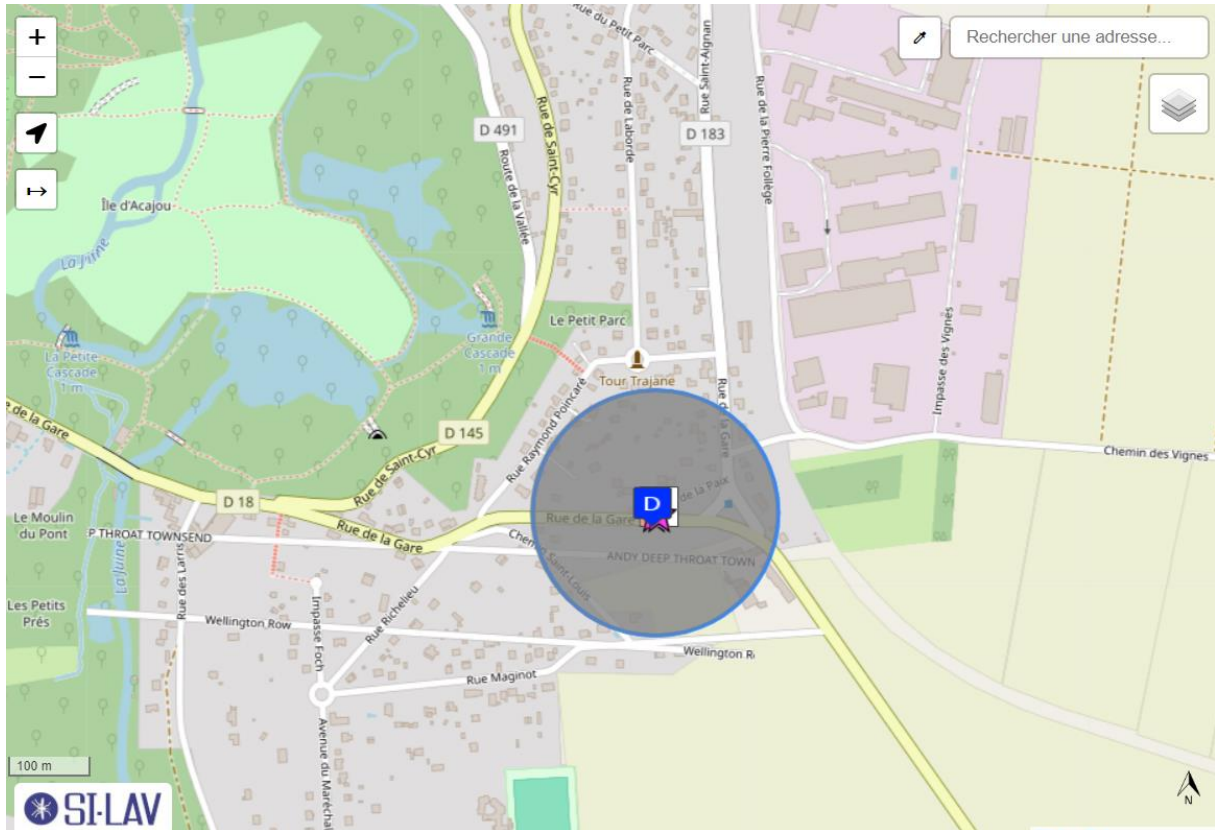 +
−
Rechercher une adresse...
Rue du Petit Parc
Rue Saint-Aignan
Rue de Laborde
Rue de la Pierre Follège
D 491
D 183
Rue de Saint-Cyr
Route de la Vallée
Île d'Acajou
La Juine
Le Petit Parc
Grande
Cascade
1 m
La Petite
Cascade
1 m
Tour Trajane
Impasse des Vignes
Rue Raymond Poincaré
Rue de la Gare
e de la Gare
D 145
Chemin des Vignes
Rue de Saint-Cyr
D 18
D
de la Paix
Rue de la Gare
Rue de la Gare
Le Moulin
du Pont
P THROAT TOWNSEND
Chemin Saint-Louis
ANDY DEEP THROAT TOWN
La Juine
Rue des Larris
Les Petits
Prés
Impasse Foch
Rue Richelieu
Wellington Row
Wellington R
Rue Maginot
Avenue du Maréchal
100 m
N
SI-LAV